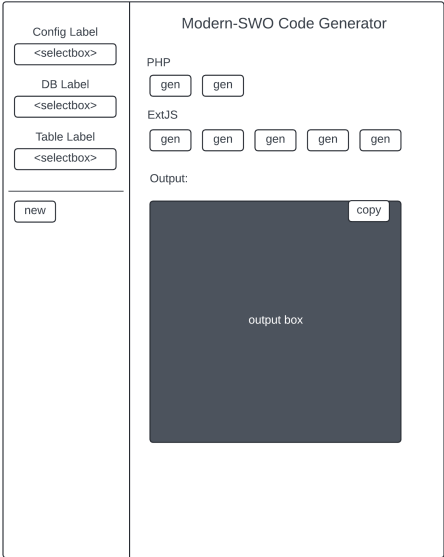 Config Label
<selectbox>
DB Label
<selectbox>
Table Label
<selectbox>
new
Modern-SWO Code Generator
PHP
gen gen
ExtJS
gen gen gen gen gen
Output:
copy
output box